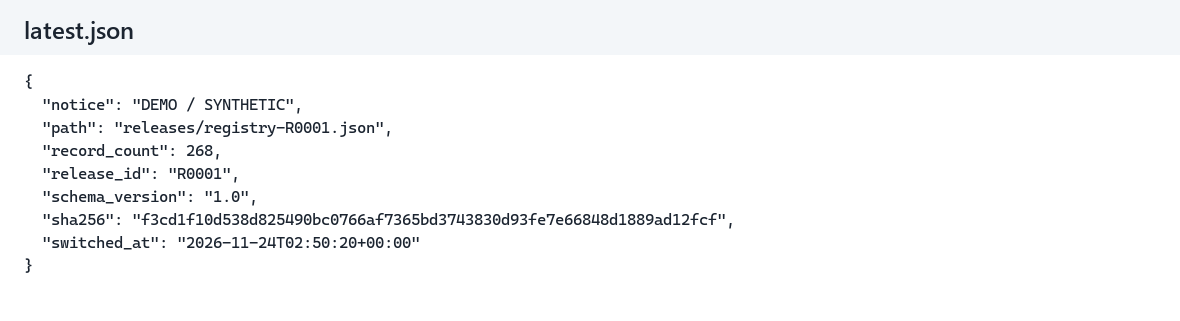 latest.json
{
  "notice": "DEMO / SYNTHETIC",
  "path": "releases/registry-R0001.json",
  "record_count": 268,
  "release_id": "R0001",
  "schema_version": "1.0",
  "sha256": "f3cd1f10d538d825490bc0766af7365bd3743830d93fe7e66848d1889ad12fcf",
  "switched_at": "2026-11-24T02:50:20+00:00"
}